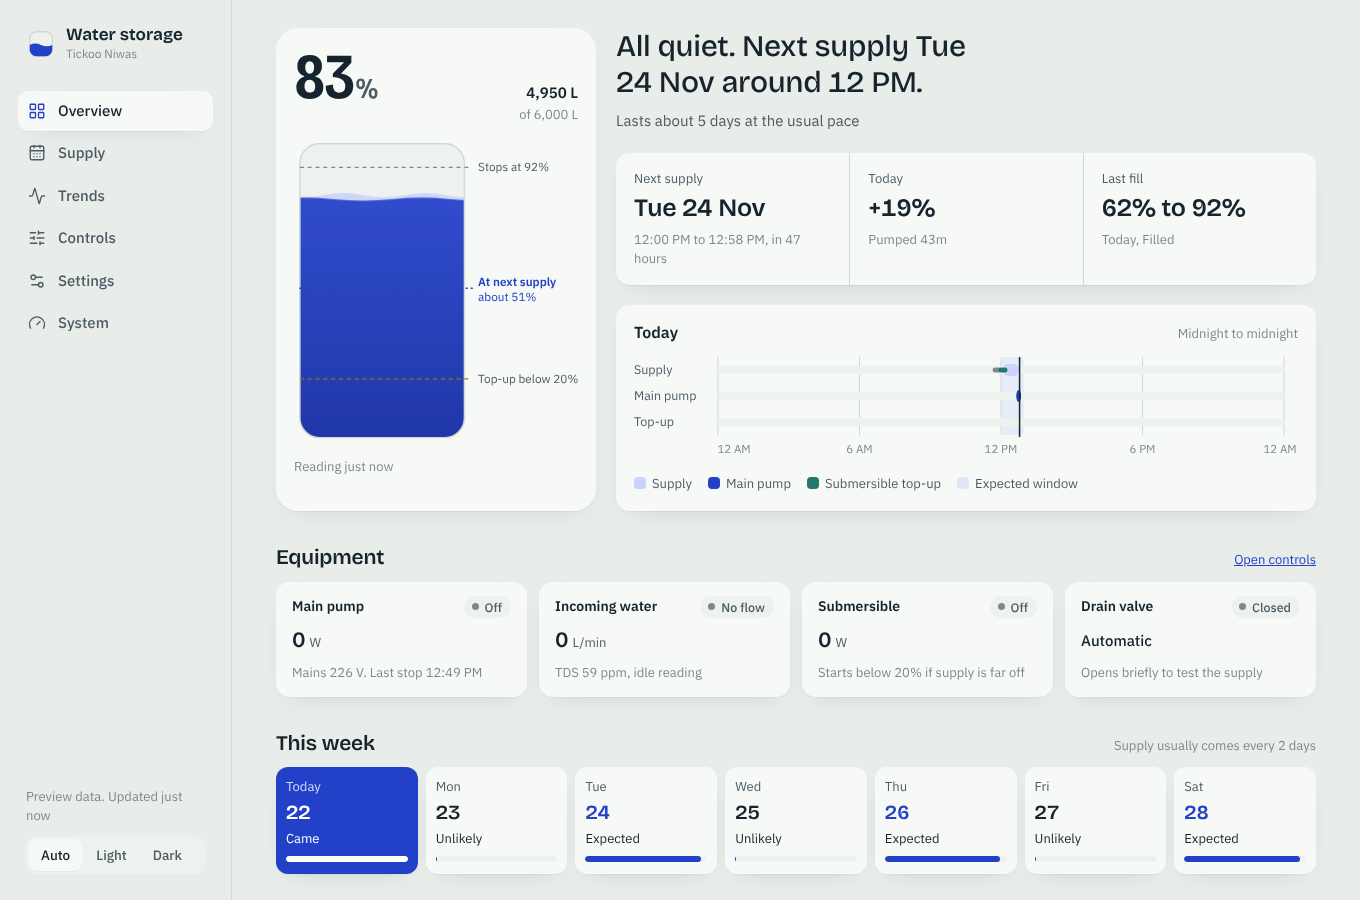 Water storage
Tickoo Niwas
Overview
Supply
Trends
Controls
Settings
System
Preview data. Updated just
now
Auto Light Dark
83%
4,950 L
of 6,000 L
Stops at 92%
At next supply
about 51%
Top-up below 20%
Reading just now
All quiet. Next supply Tue
24 Nov around 12 PM.
Lasts about 5 days at the usual pace
Next supply
Tue 24 Nov
12:00 PM to 12:58 PM, in 47
hours
Today
+19%
Pumped 43m
Last fill
62% to 92%
Today, Filled
Today
Midnight to midnight
Supply
Main pump
Top-up
12 AM 6 AM 12 PM 6 PM 12 AM
Supply Main pump Submersible top-up Expected window
Equipment
Open controls
Main pump
Off
0 W
Mains 226 V. Last stop 12:49 PM
Incoming water
No flow
0 L/min
TDS 59 ppm, idle reading
Submersible
Off
0 W
Starts below 20% if supply is far off
Drain valve
Closed
Automatic
Opens briefly to test the supply
This week
Supply usually comes every 2 days
Today
22
Came
Mon
23
Unlikely
Tue
24
Expected
Wed
25
Unlikely
Thu
26
Expected
Fri
27
Unlikely
Sat
28
Expected